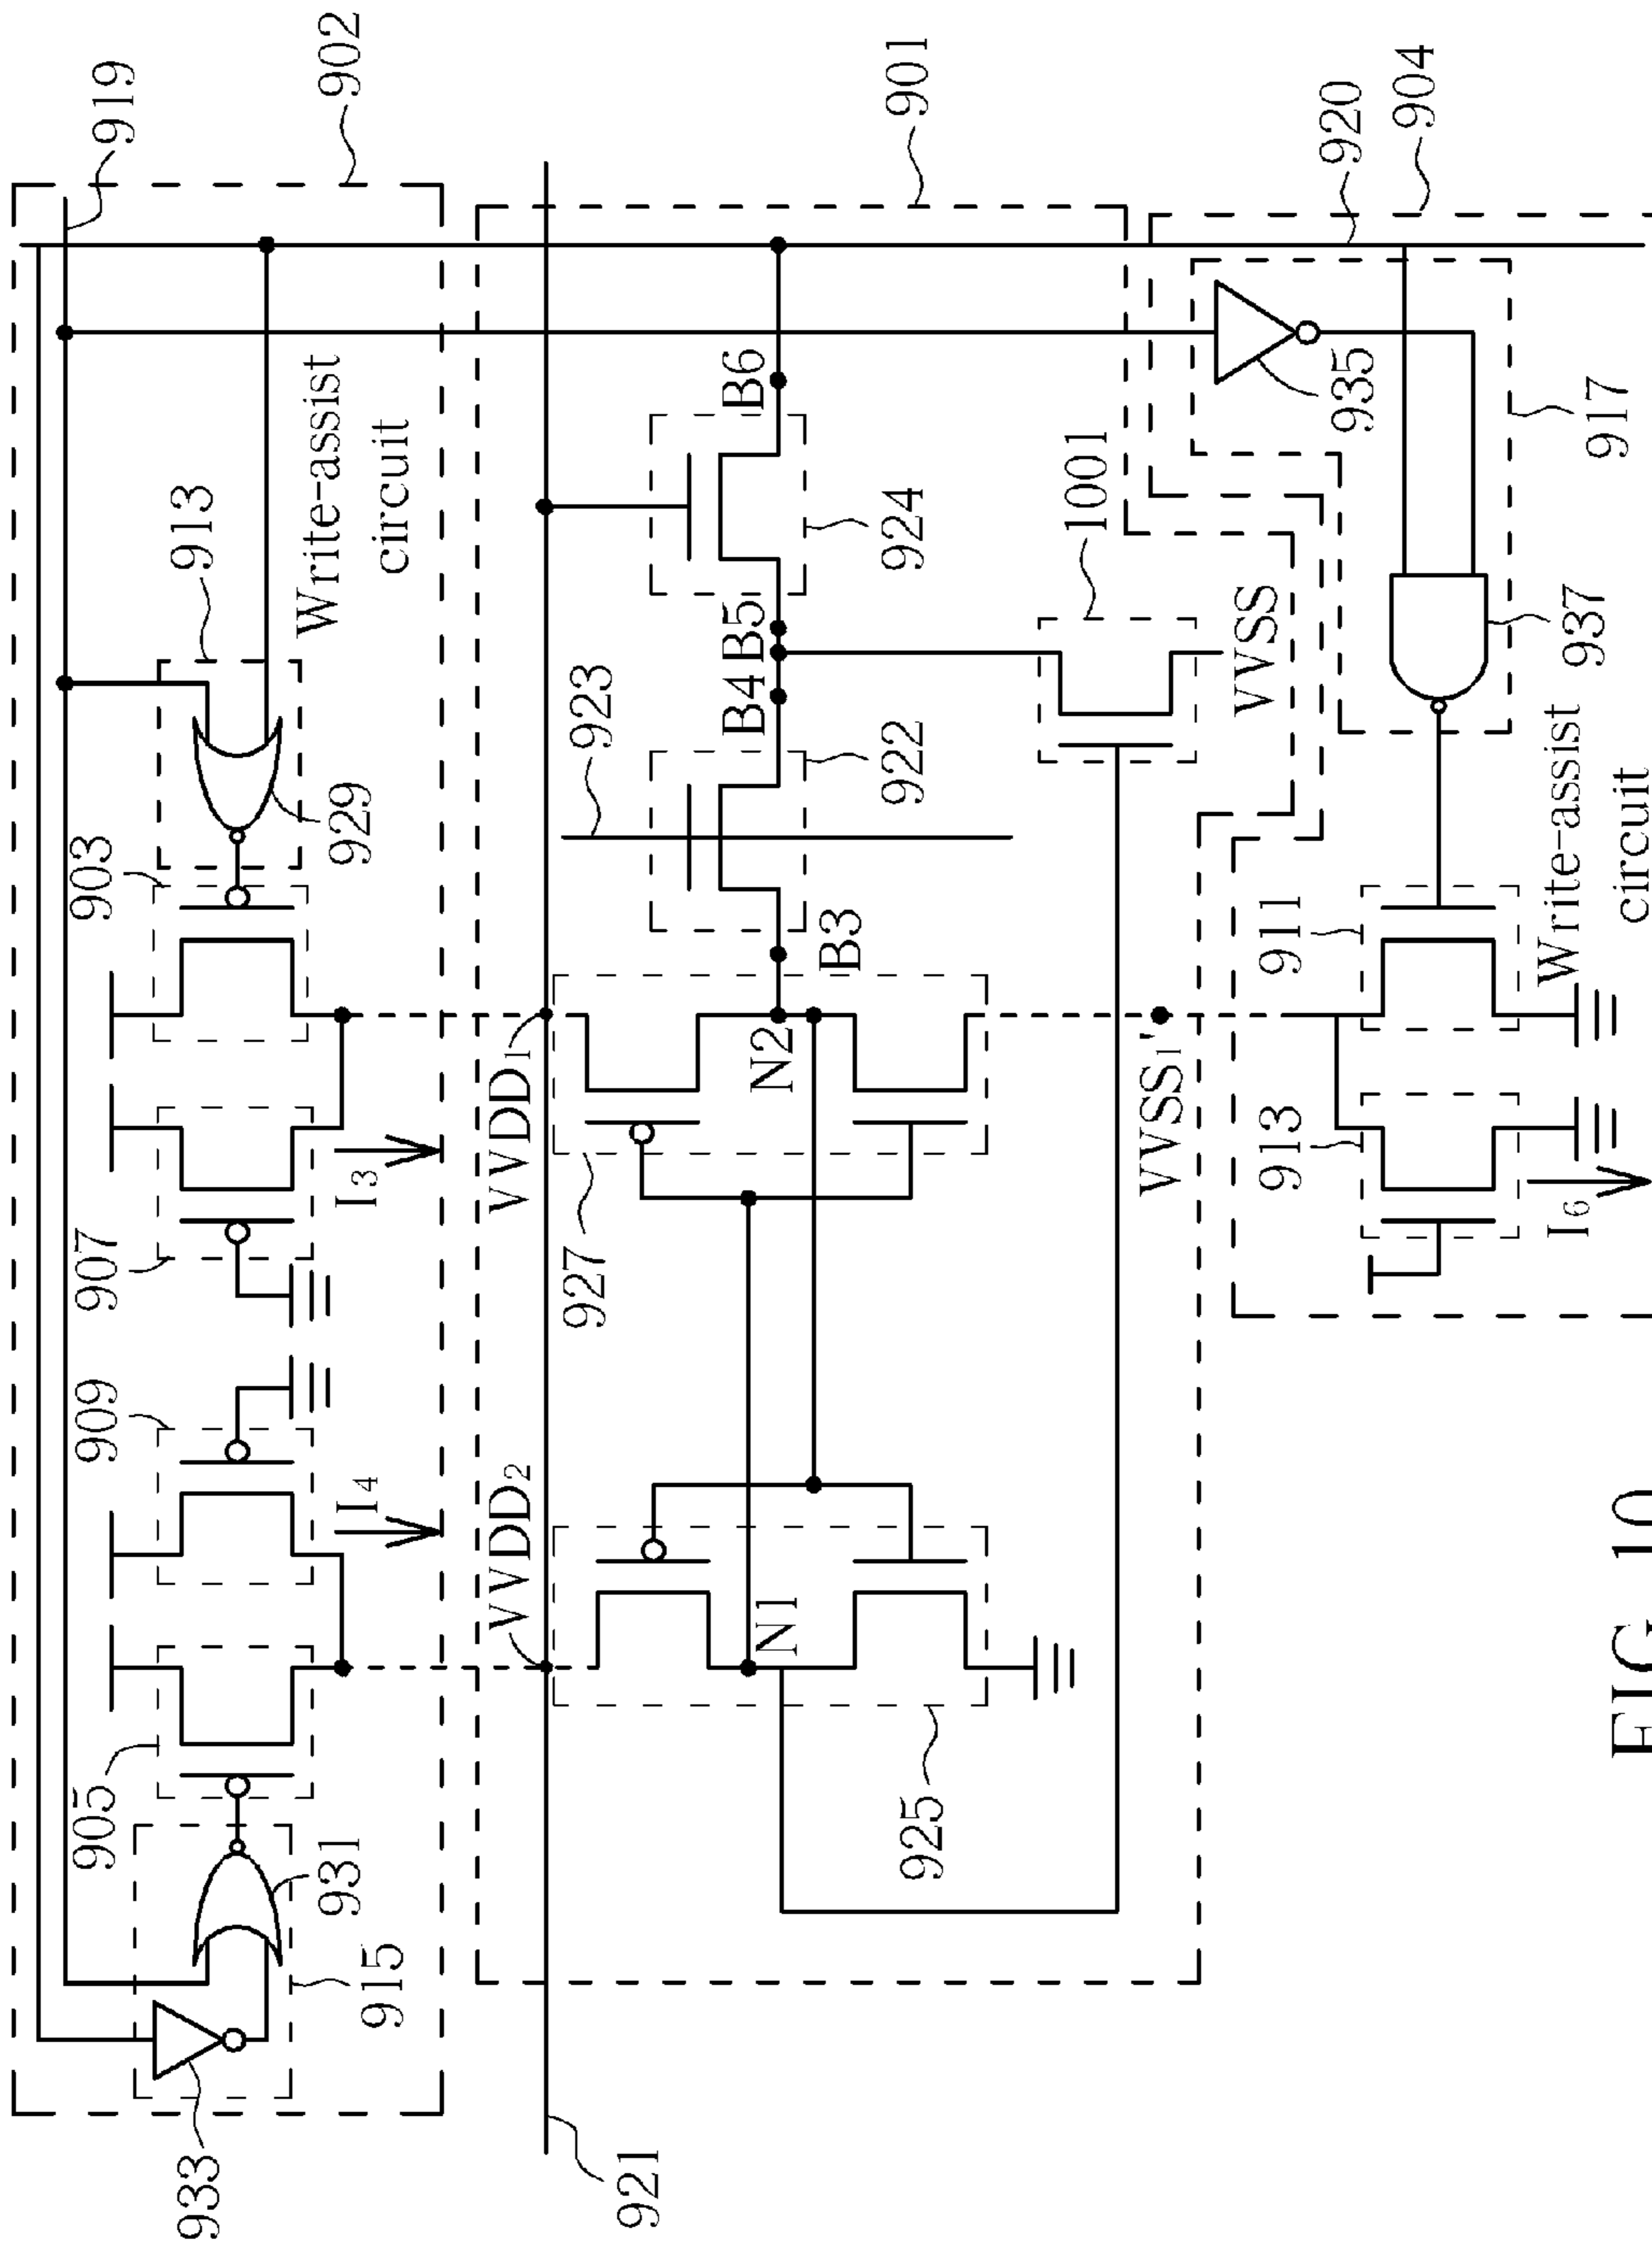 919
902
913
Write-assist
circuit
903
929
907
I3
909
I4
905
931
915
933
921
VVDD1
VVDD2
901
B6
924
B5
B4
923
922
1001
VVSS
B3
N2
927
N1
925
VVSS1'
920
904
935
917
937
911
913
I6
Write-assist
circuit
FIG. 10